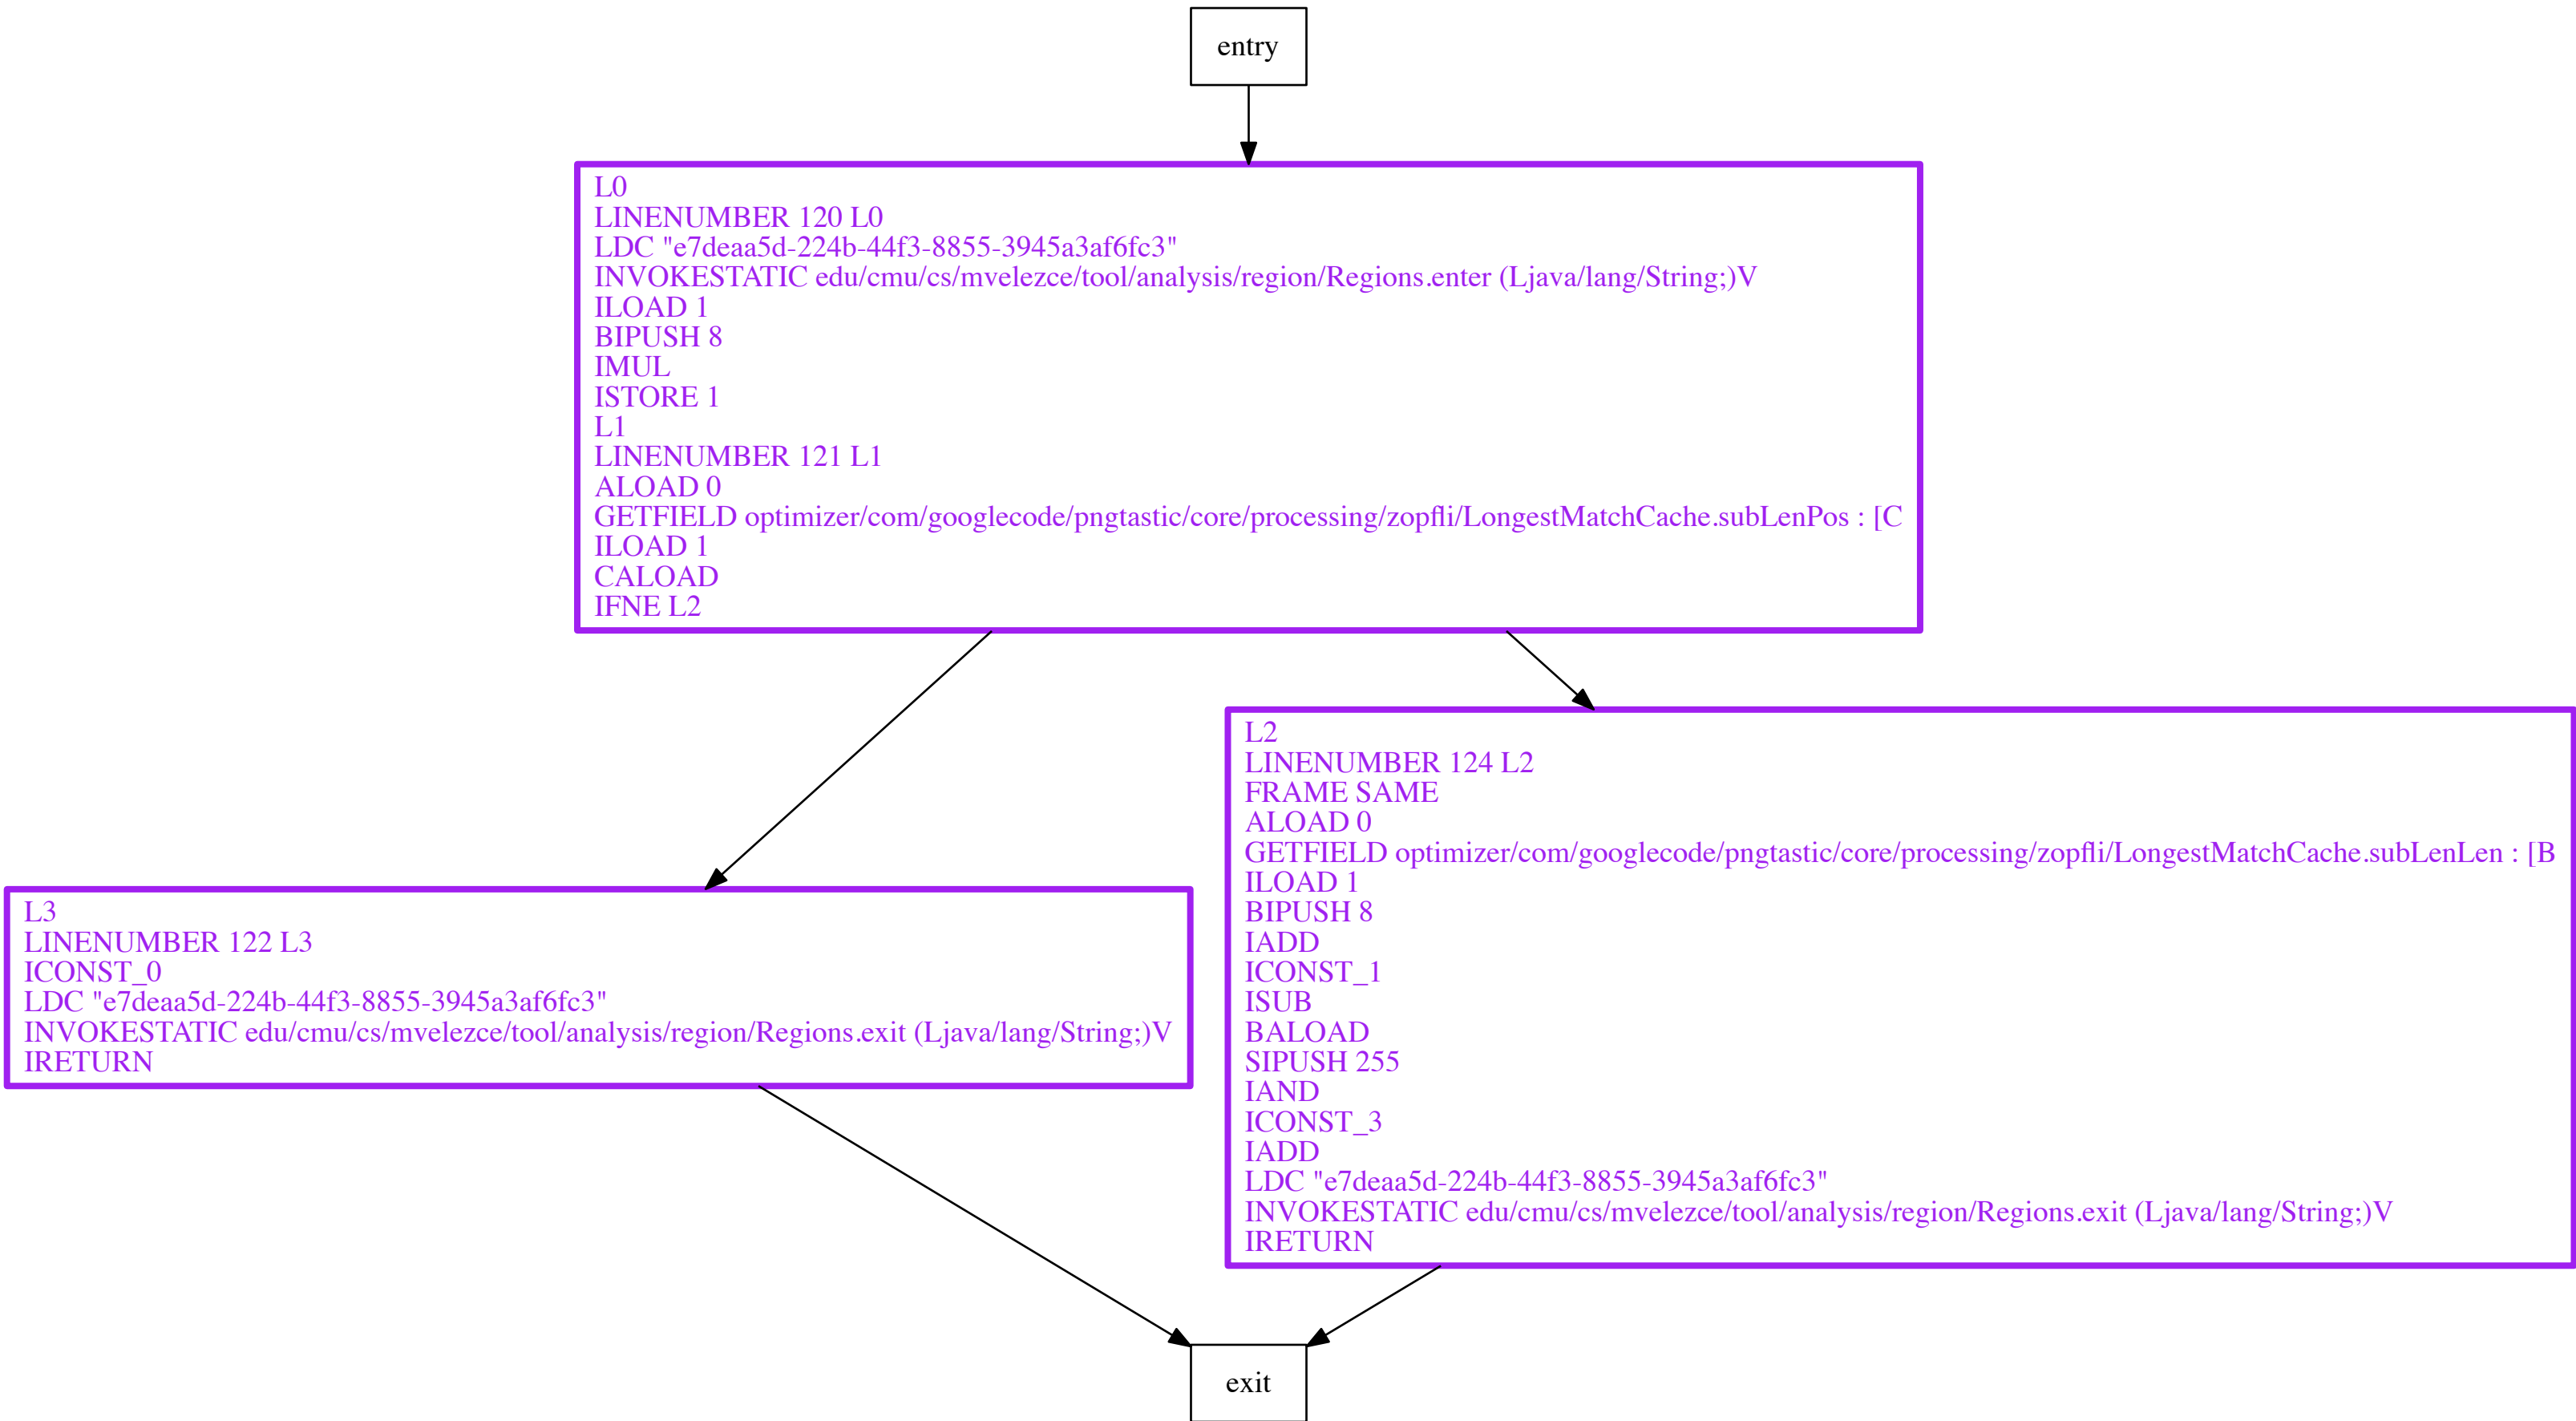 entry
L0
LINENUMBER 120 L0
LDC "e7deaa5d-224b-44f3-8855-3945a3af6fc3"
INVOKESTATIC edu/cmu/cs/mvelezce/tool/analysis/region/Regions.enter (Ljava/lang/String;)V
ILOAD 1
BIPUSH 8
IMUL
ISTORE 1
L1
LINENUMBER 121 L1
ALOAD 0
GETFIELD optimizer/com/googlecode/pngtastic/core/processing/zopfli/LongestMatchCache.subLenPos : [C
ILOAD 1
CALOAD
IFNE L2
L2
LINENUMBER 124 L2
FRAME SAME
ALOAD 0
GETFIELD optimizer/com/googlecode/pngtastic/core/processing/zopfli/LongestMatchCache.subLenLen : [B
ILOAD 1
BIPUSH 8
IADD
ICONST_1
ISUB
BALOAD
SIPUSH 255
IAND
ICONST_3
IADD
LDC "e7deaa5d-224b-44f3-8855-3945a3af6fc3"
INVOKESTATIC edu/cmu/cs/mvelezce/tool/analysis/region/Regions.exit (Ljava/lang/String;)V
IRETURN
L3
LINENUMBER 122 L3
ICONST_0
LDC "e7deaa5d-224b-44f3-8855-3945a3af6fc3"
INVOKESTATIC edu/cmu/cs/mvelezce/tool/analysis/region/Regions.exit (Ljava/lang/String;)V
IRETURN
exit